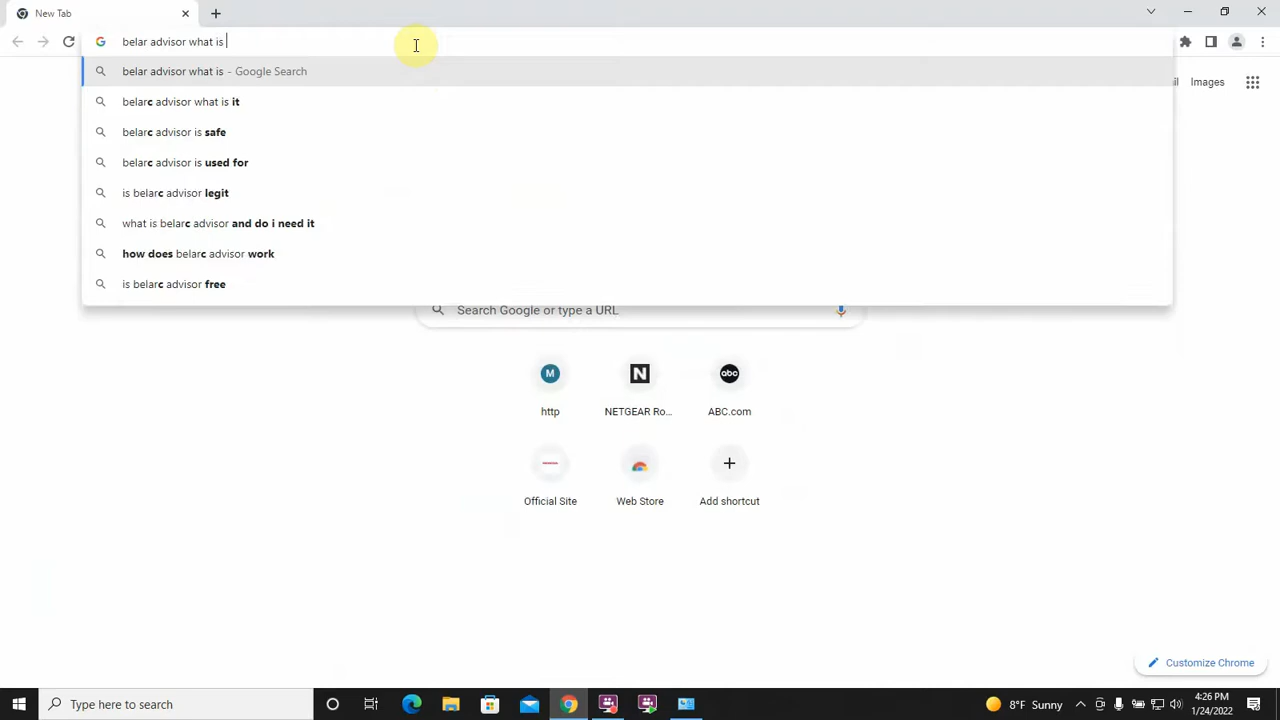 New Tab
belar advisor what is
belar advisor what is - Google Search
belarc advisor what is it
belarc advisor is safe
belarc advisor is used for
is belarc advisor legit
what is belarc advisor and do i need it
how does belarc advisor work
is belarc advisor free
Images
Search Google or type a URL
M
N
abc
http
NETGEAR Ro...
ABC.com
Official Site
Web Store
Add shortcut
Customize Chrome
Type here to search
8°F Sunny
4:26 PM
1/24/2022